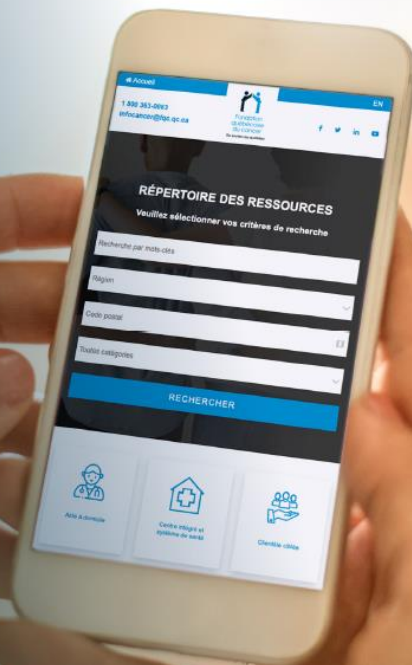 Accueil
EN
1 800 363-0063
infocancer@fqc.qc.ca
Fondation
québécoise
du cancer
RÉPERTOIRE DES RESSOURCES
Veuillez sélectionner vos critères de recherche
Recherche par mots-clés
Région
Code postal
Toutes catégories
RECHERCHER
Aide à domicile
Centre intégré et
système de santé
Clientèle ciblée